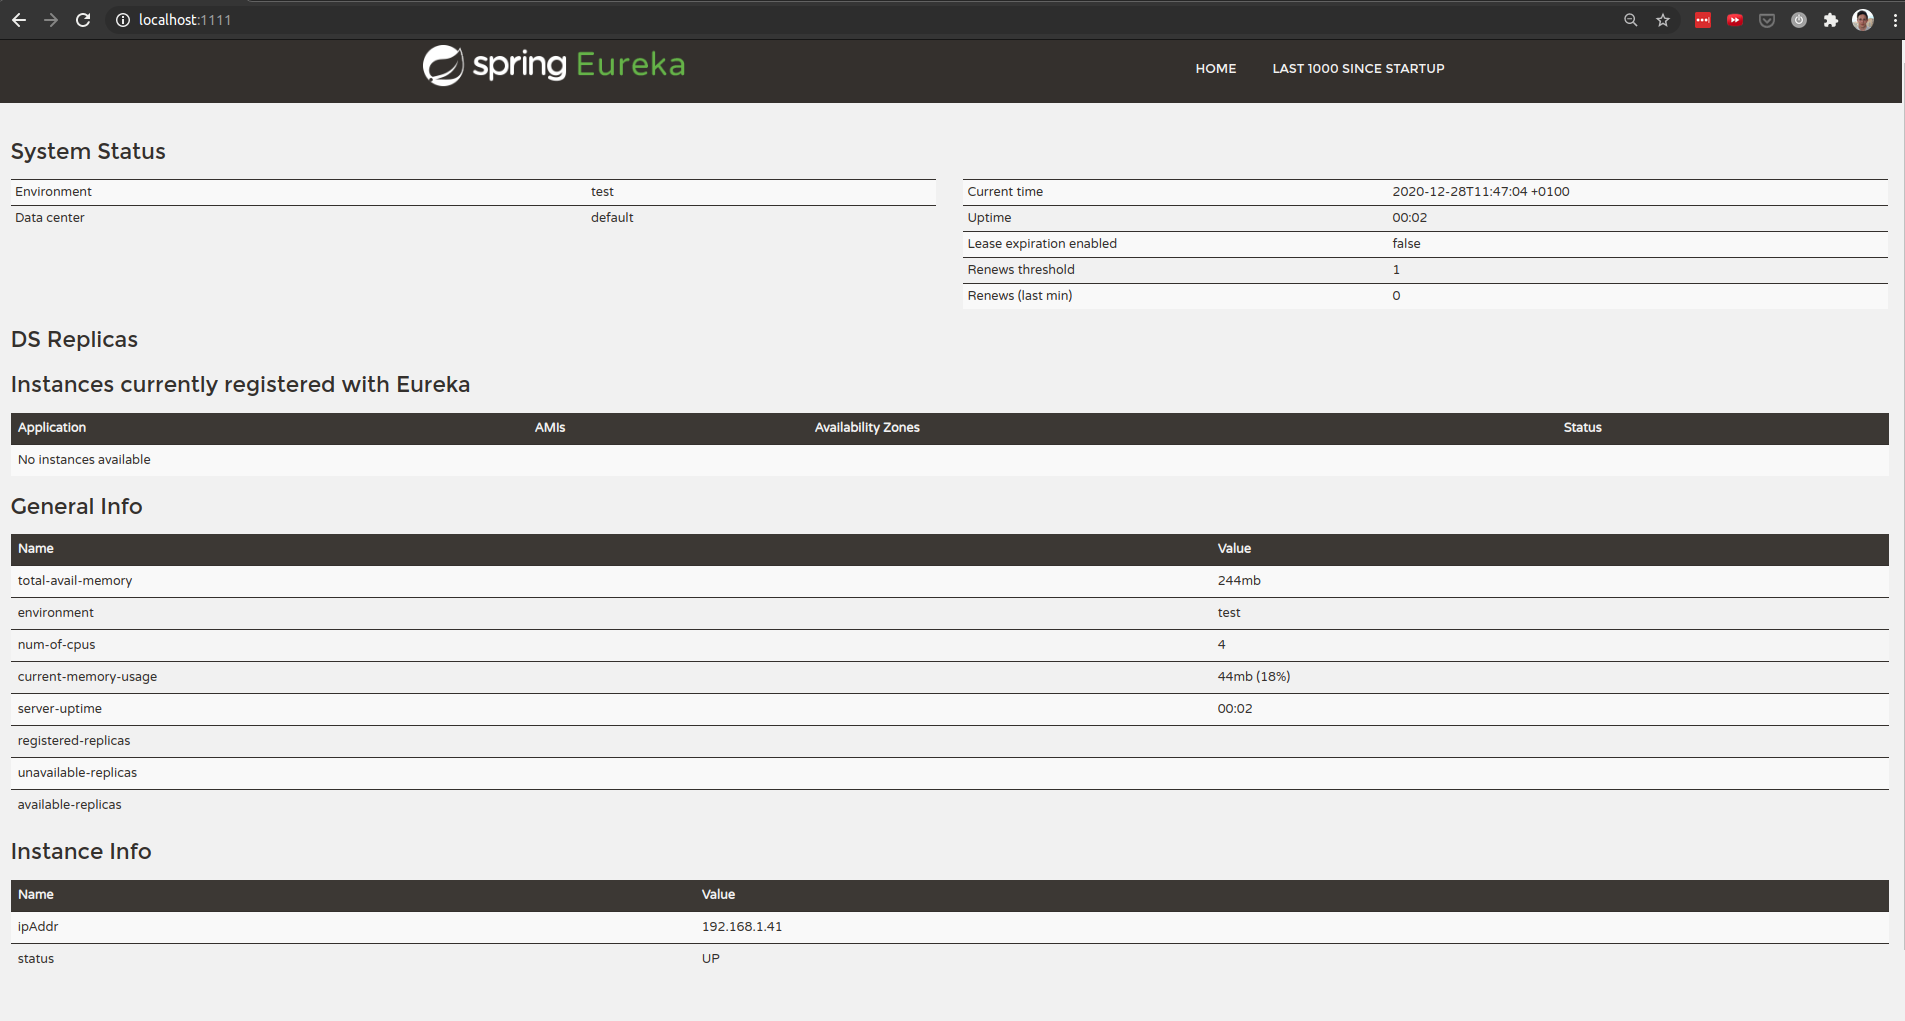 localhost:1111
spring Eureka
HOME LAST 1000 SINCE STARTUP
System Status
Environment test
Data center default
Current time 2020-12-28T11:47:04 +0100
Uptime 00:02
Lease expiration enabled false
Renews threshold 1
Renews (last min) 0
DS Replicas
Instances currently registered with Eureka
Application AMIs Availability Zones Status
No instances available
General Info
Name Value
total-avail-memory 244mb
environment test
num-of-cpus 4
current-memory-usage 44mb (18%)
server-uptime 00:02
registered-replicas
unavailable-replicas
available-replicas
Instance Info
Name Value
ipAddr 192.168.1.41
status UP